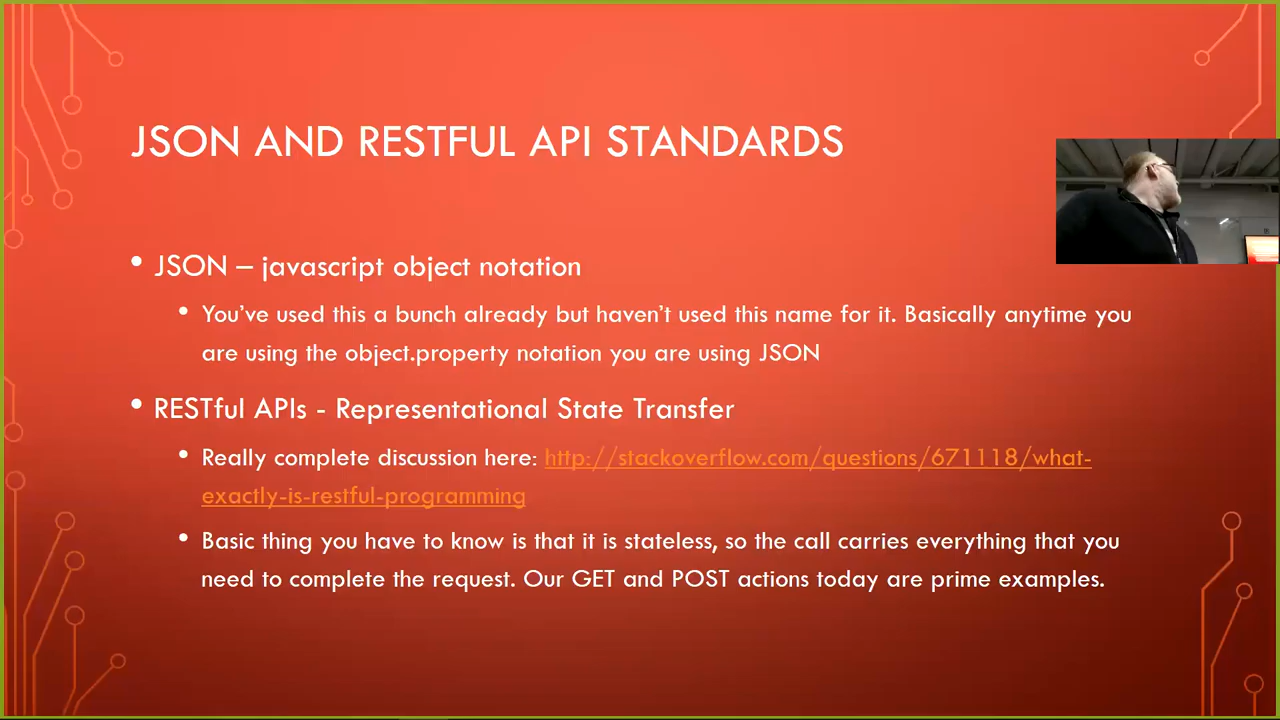 JSON AND RESTFUL API STANDARDS
• JSON – javascript object notation
• You’ve used this a bunch already but haven’t used this name for it. Basically anytime you
are using the object.property notation you are using JSON
• RESTful APIs - Representational State Transfer
• Really complete discussion here: http://stackoverflow.com/questions/671118/what-
exactly-is-restful-programming
• Basic thing you have to know is that it is stateless, so the call carries everything that you
need to complete the request. Our GET and POST actions today are prime examples.